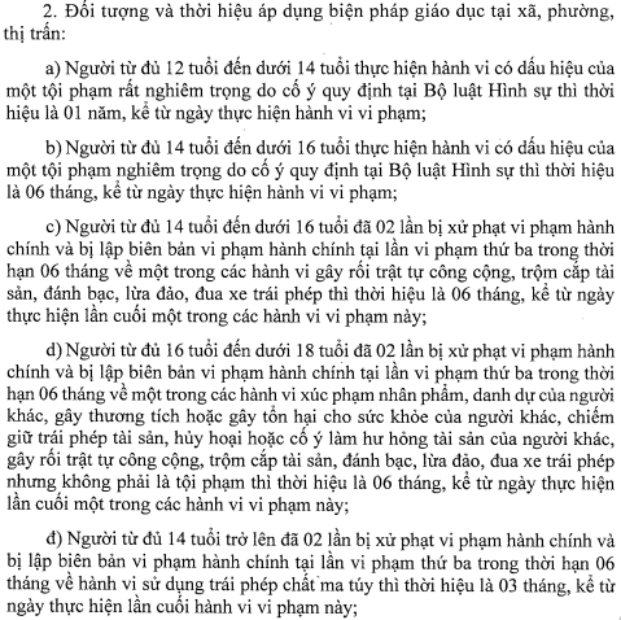 2. Đối tượng và thời hiệu áp dụng biện pháp giáo dục tại xã, phường,
thị trấn:
a) Người từ đủ 12 tuổi đến dưới 14 tuổi thực hiện hành vi có dấu hiệu của
một tội phạm rất nghiêm trọng do cố ý quy định tại Bộ luật Hình sự thì thời
hiệu là 01 năm, kể từ ngày thực hiện hành vi vi phạm;
b) Người từ đủ 14 tuổi đến dưới 16 tuổi thực hiện hành vi có dấu hiệu của
một tội phạm nghiêm trọng do cố ý quy định tại Bộ luật Hình sự thì thời hiệu
là 06 tháng, kể từ ngày thực hiện hành vi vi phạm;
c) Người từ đủ 14 tuổi đến dưới 16 tuổi đã 02 lần bị xử phạt vi phạm hành
chính và bị lập biên bản vi phạm hành chính tại lần vi phạm thứ ba trong thời
hạn 06 tháng về một trong các hành vi gây rối trật tự công cộng, trộm cắp tài
sản, đánh bạc, lừa đảo, đua xe trái phép thì thời hiệu là 06 tháng, kể từ ngày
thực hiện lần cuối một trong các hành vi vi phạm này;
d) Người từ đủ 16 tuổi đến dưới 18 tuổi đã 02 lần bị xử phạt vi phạm hành
chính và bị lập biên bản vi phạm hành chính tại lần vi phạm thứ ba trong thời
hạn 06 tháng về một trong các hành vi xúc phạm nhân phẩm, danh dự của người
khác, gây thương tích hoặc gây tổn hại cho sức khỏe của người khác, chiếm
giữ trái phép tài sản, hủy hoại hoặc cố ý làm hư hỏng tài sản của người khác,
gây rối trật tự công cộng, trộm cắp tài sản, đánh bạc, lừa đảo, đua xe trái phép
nhưng không phải là tội phạm thì thời hiệu là 06 tháng, kể từ ngày thực hiện
lần cuối một trong các hành vi vi phạm này;
đ) Người từ đủ 14 tuổi trở lên đã 02 lần bị xử phạt vi phạm hành chính và
bị lập biên bản vi phạm hành chính tại lần vi phạm thứ ba trong thời hạn 06
tháng về hành vi sử dụng trái phép chất ma túy thì thời hiệu là 03 tháng, kể từ
ngày thực hiện lần cuối hành vi vi phạm này;